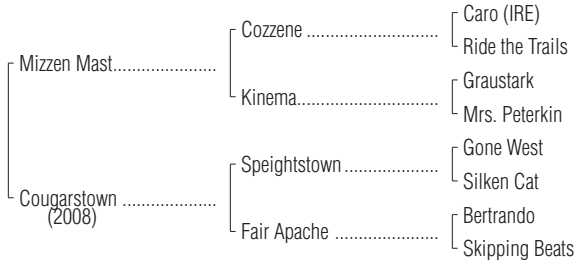 Caro (IRE)
Cozzene ..........................
Ride the Trails
Mizzen Mast....................
Graustark
Kinema............................
Mrs. Peterkin
Gone West
Speightstown ..................
Silken Cat
Cougarstown ..................
(2008)
Bertrando
Fair Apache ....................
Skipping Beats